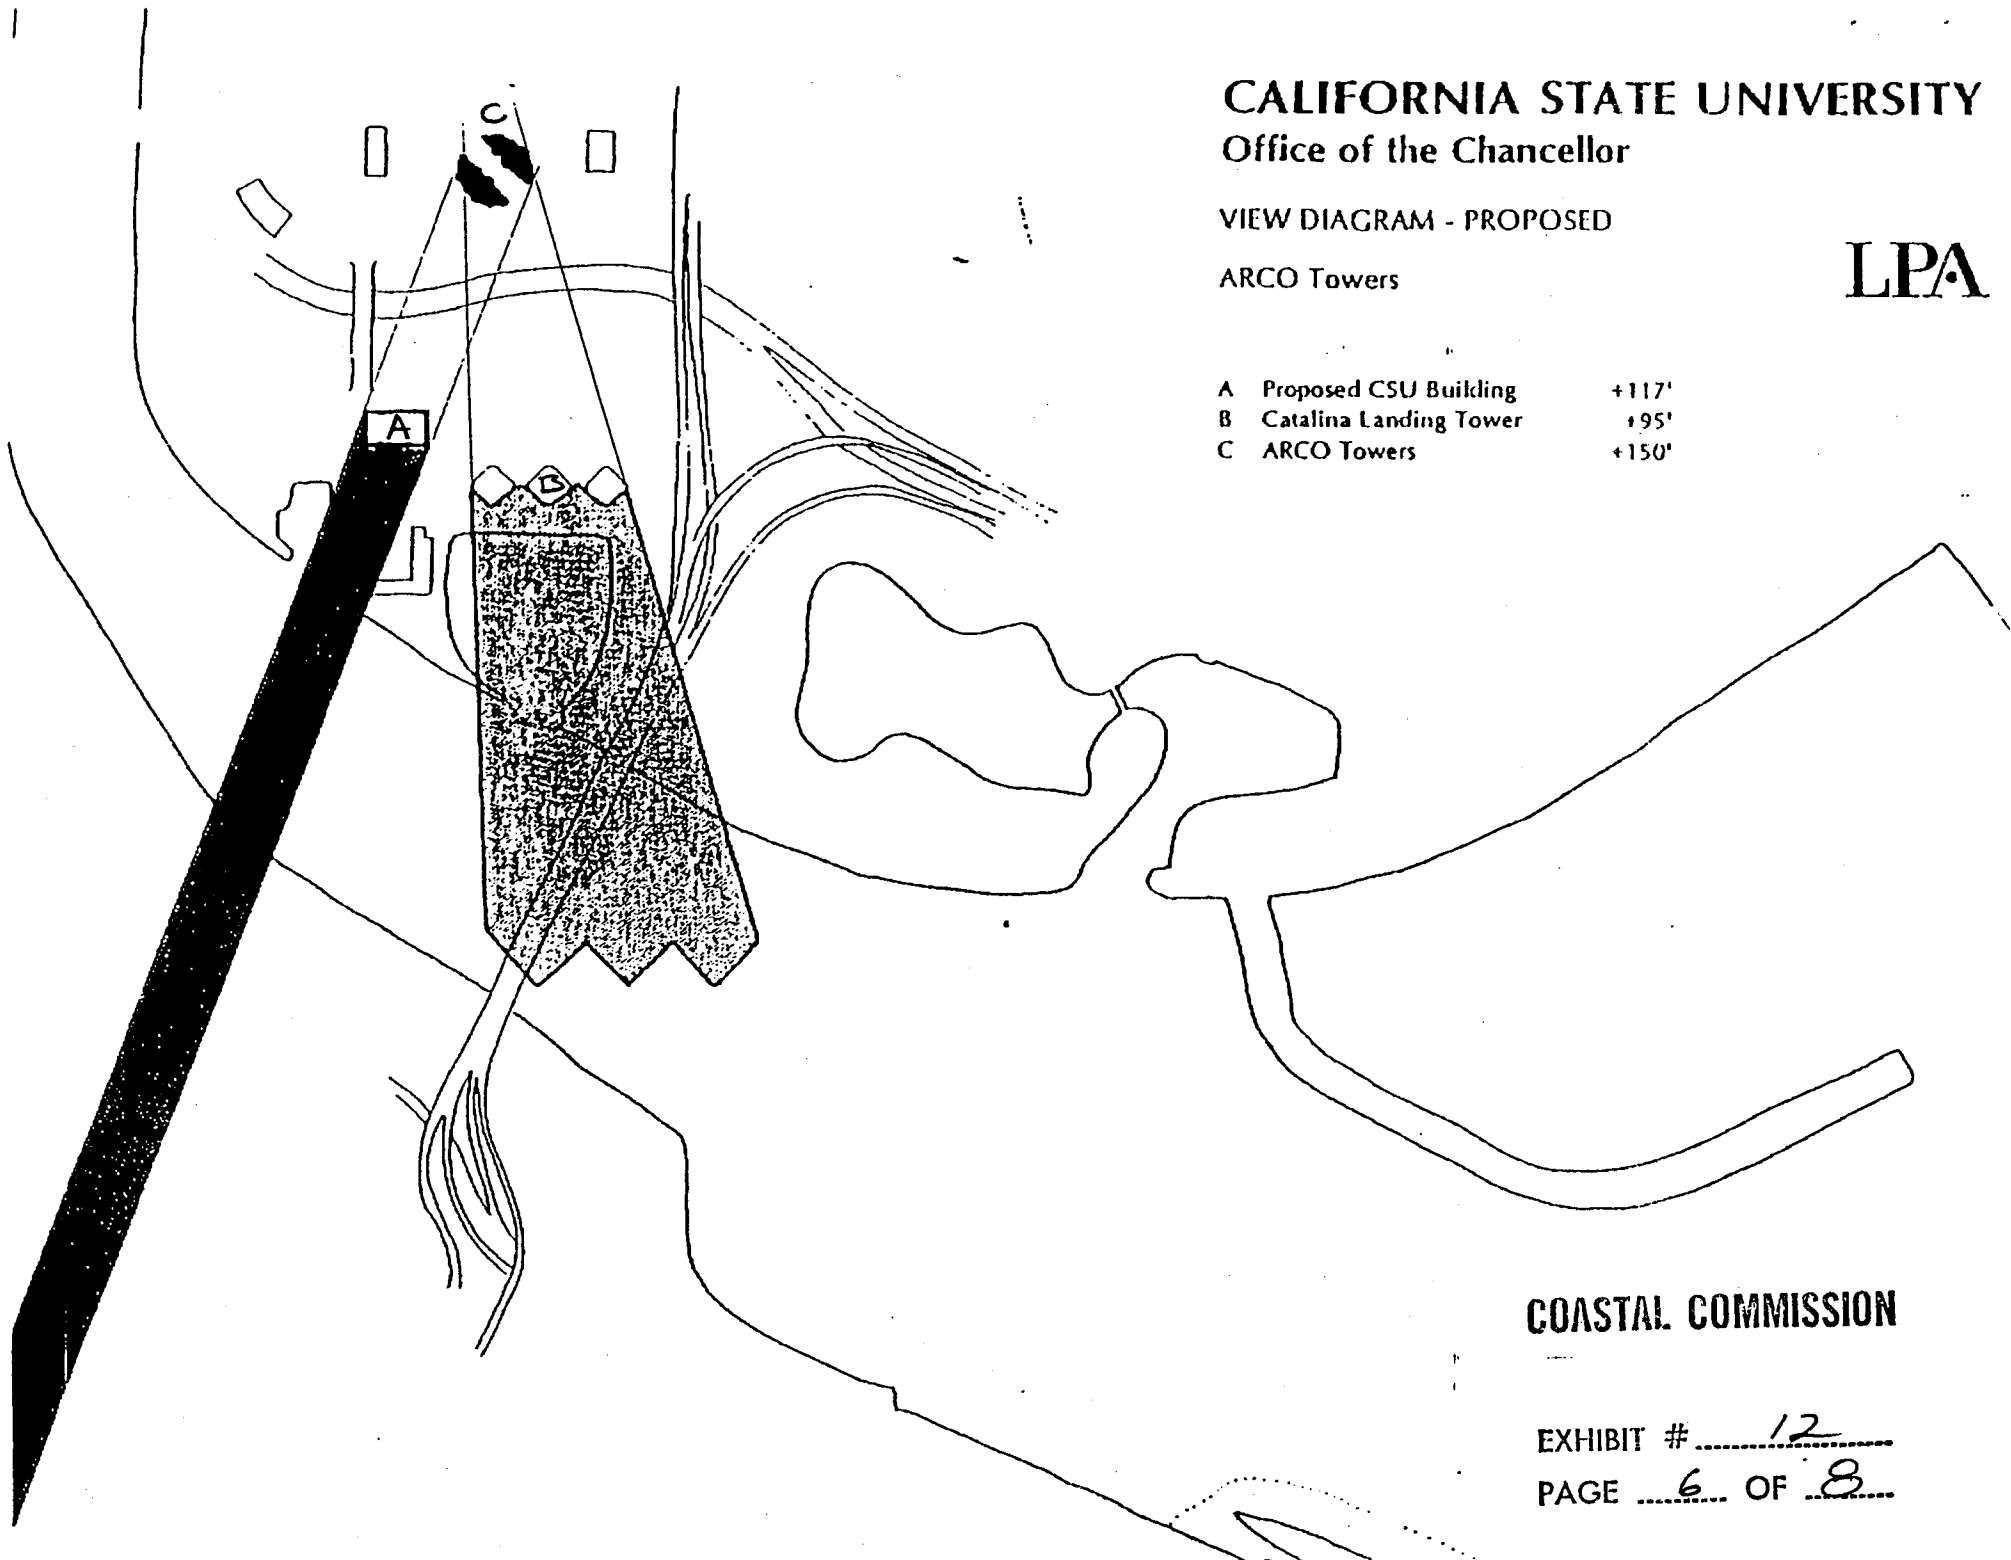 CALIFORNIA STATE UNIVERSITY
Office of the Chancellor
VIEW DIAGRAM - PROPOSED
ARCO Towers
LPA
A Proposed CSU Building +117'
B Catalina Landing Tower +95'
C ARCO Towers +150'
C
A
B
COASTAL COMMISSION
EXHIBIT # 12
PAGE 6 OF 8